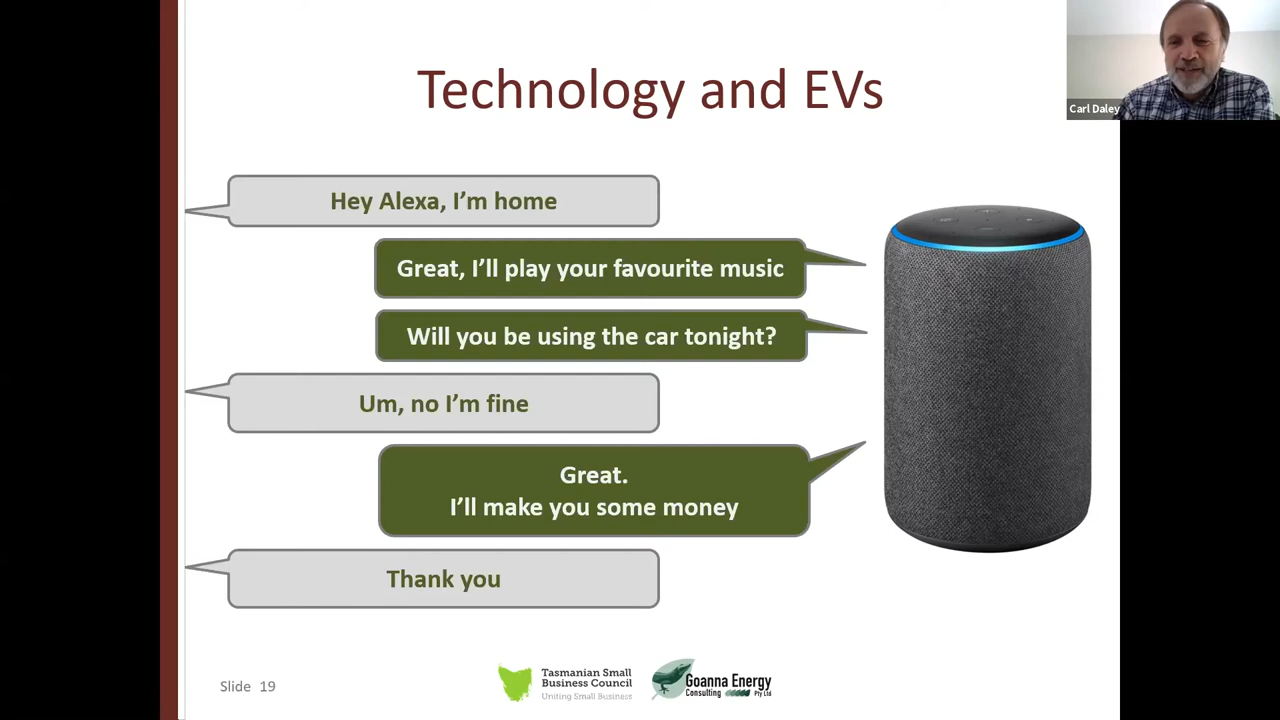 Technology and EVs
Carl Daley
Hey Alexa, I'm home
Great, I'll play your favourite music
Will you be using the car tonight?
Um, no I'm fine
Great.
I'll make you some money
Thank you
Slide 19
Tasmanian Small
Business Council
Uniting Small Business
Goanna Energy
Consulting Pty Ltd